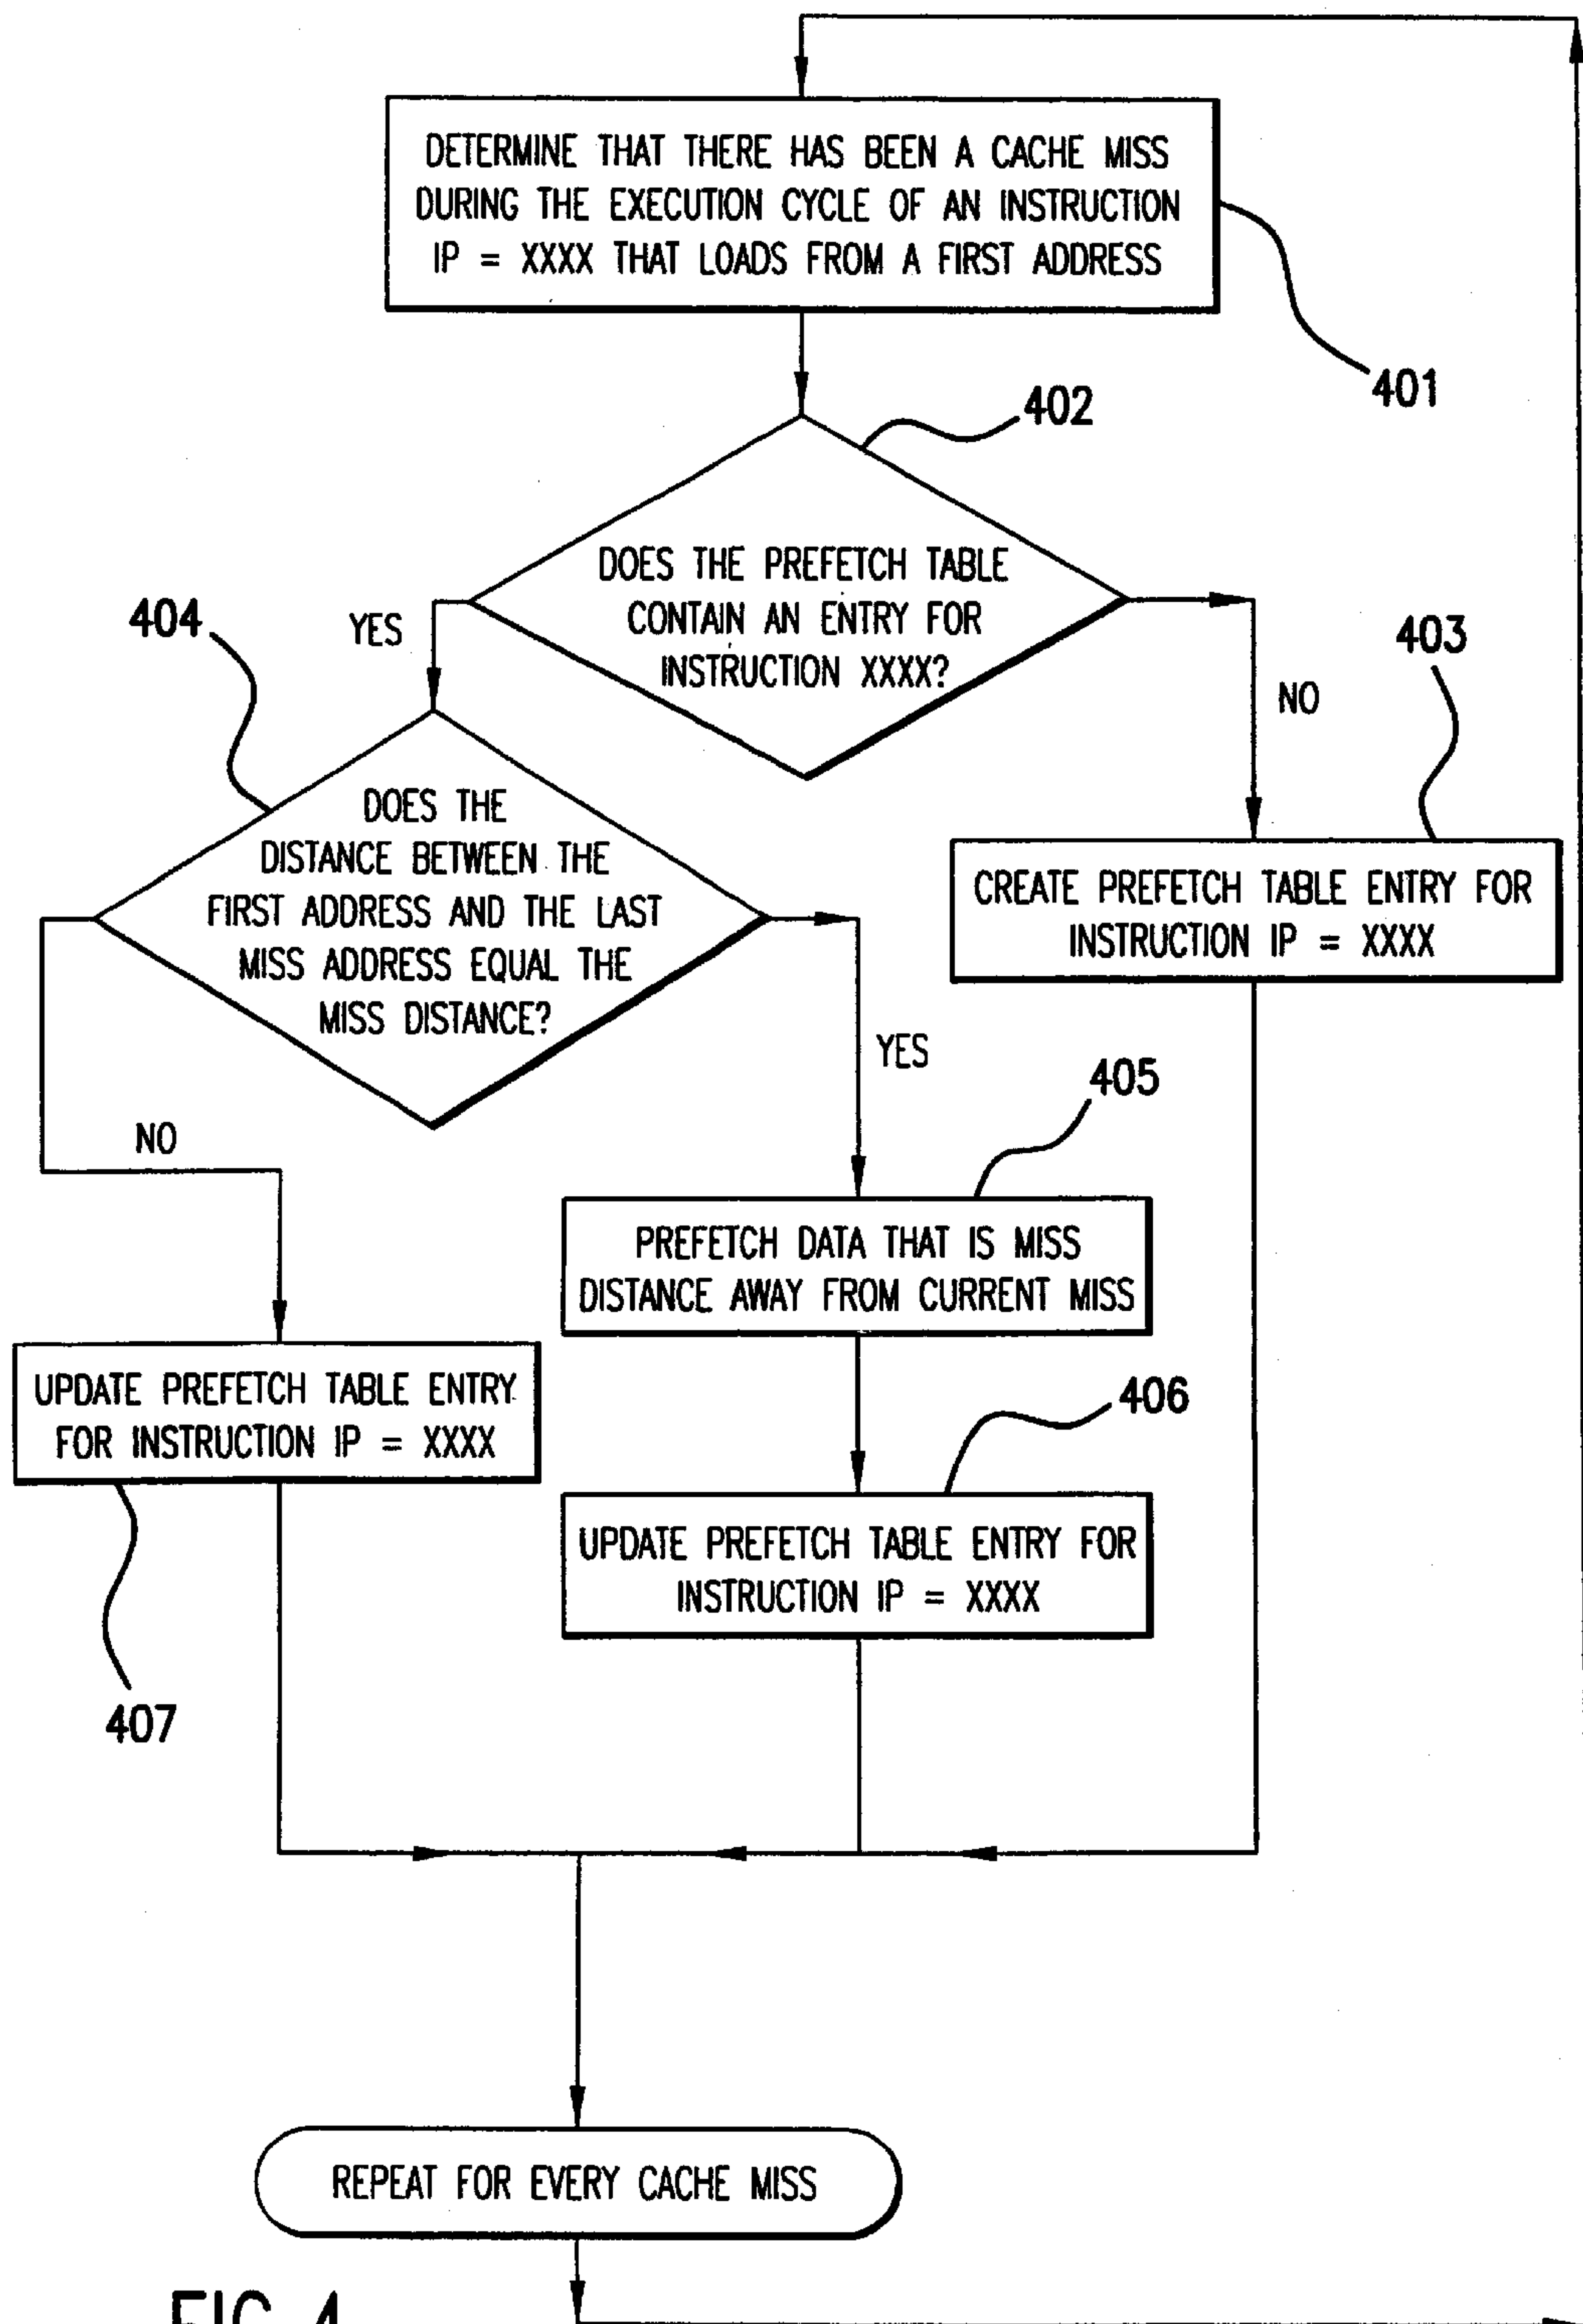 DETERMINE THAT THERE HAS BEEN A CACHE MISS
DURING THE EXECUTION CYCLE OF AN INSTRUCTION
IP = XXXX THAT LOADS FROM A FIRST ADDRESS
401
402
DOES THE PREFETCH TABLE
CONTAIN AN ENTRY FOR
INSTRUCTION XXXX?
YES
NO
404
403
DOES THE
DISTANCE BETWEEN THE
FIRST ADDRESS AND THE LAST
MISS ADDRESS EQUAL THE
MISS DISTANCE?
CREATE PREFETCH TABLE ENTRY FOR
INSTRUCTION IP = XXXX
YES
NO
405
PREFETCH DATA THAT IS MISS
DISTANCE AWAY FROM CURRENT MISS
UPDATE PREFETCH TABLE ENTRY
FOR INSTRUCTION IP = XXXX
406
UPDATE PREFETCH TABLE ENTRY FOR
INSTRUCTION IP = XXXX
407
REPEAT FOR EVERY CACHE MISS
FIG. 4